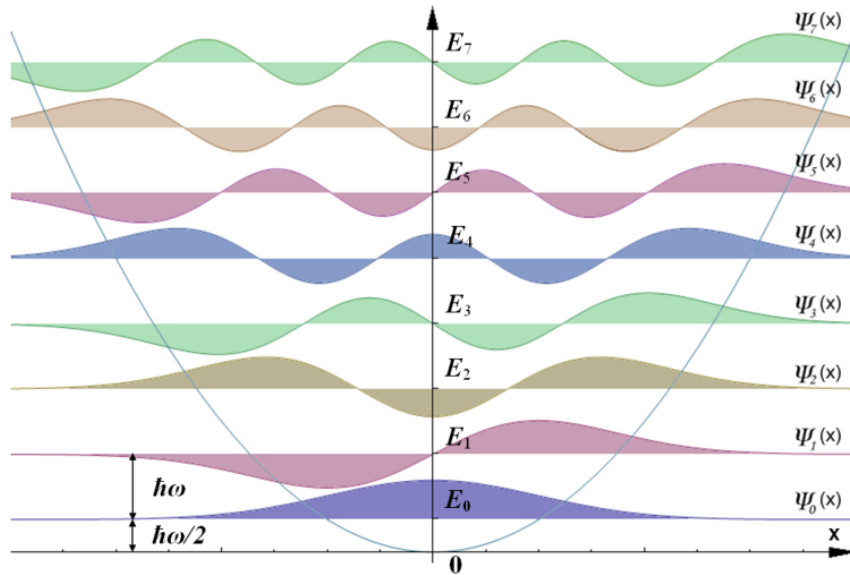 E₇ Ψ₇(x)
E₆ Ψ₆(x)
E₅ Ψ₅(x)
E₄ Ψ₄(x)
E₃ Ψ₃(x)
E₂ Ψ₂(x)
E₁ Ψ₁(x)
ħω
E₀ Ψ₀(x)
ħω/2
x
0